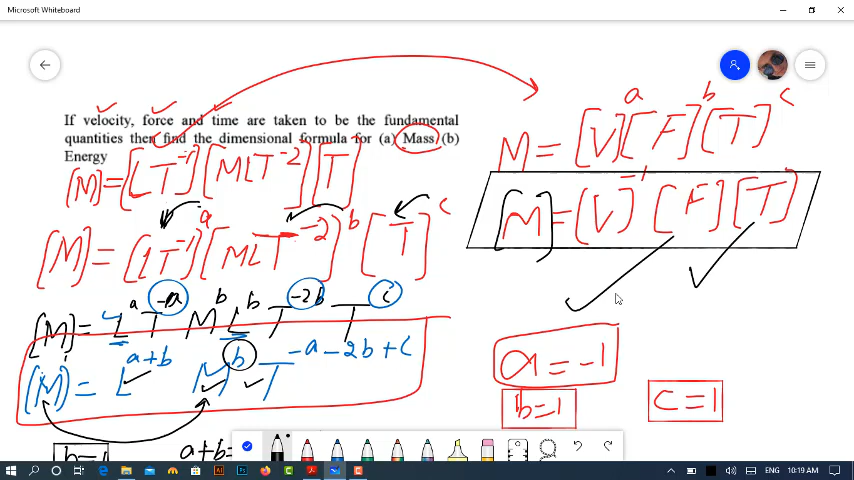 Microsoft Whiteboard
If velocity, force and time are taken to be the fundamental
quantities then find the dimensional formula for (a) Mass (b)
Energy
M = [V]^a [F]^b [T]^c
[M] = [LT^-1] [MLT^-2] [T]
[M] = [V]^-1 [F] [T]
[M] = [LT^-1]^a [MLT^-2]^b [T]^c
[M] = L^a T^-a M^b L^b T^-2b T^c
[M] = L^a+b M^b T^-a-2b+c
a = -1
b=1
c=1
b=1
a+b=
ENG 10:19 AM